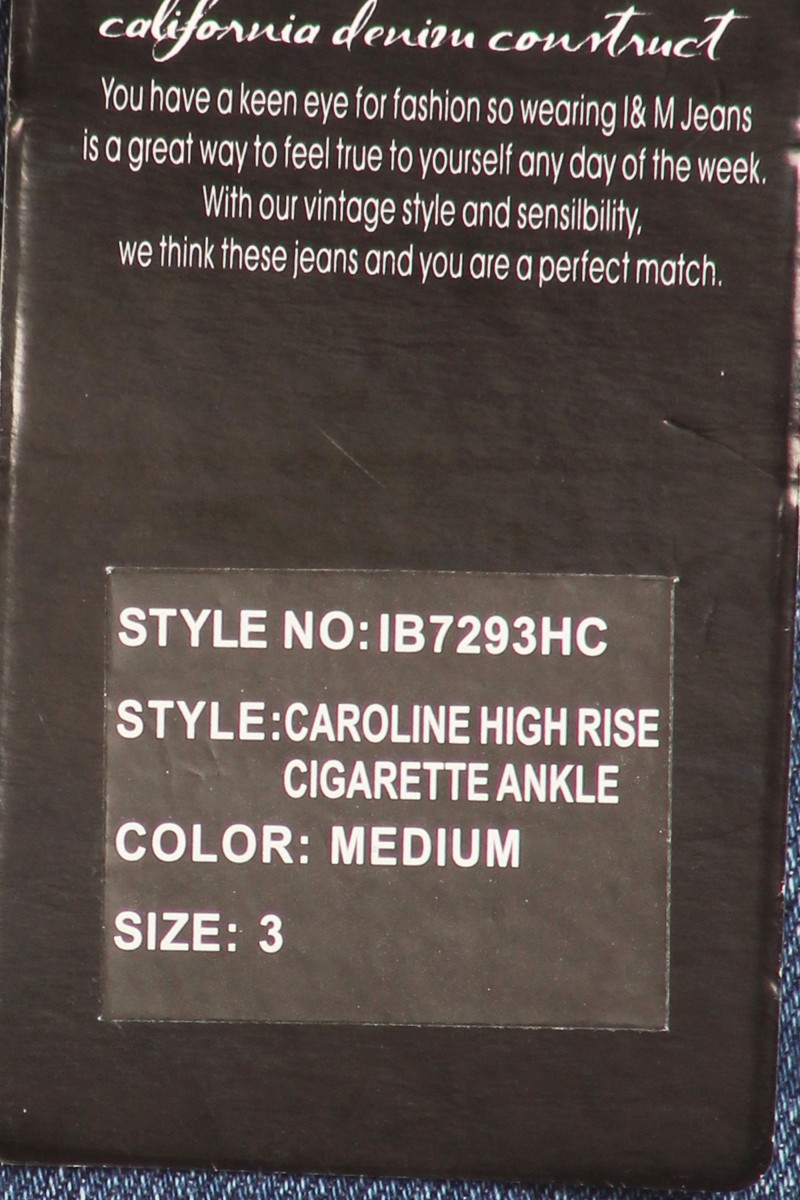 california denim construct
You have a keen eye for fashion so wearing I& M Jeans
is a great way to feel true to yourself any day of the week.
With our vintage style and sensilbility,
we think these jeans and you are a perfect match.
STYLE NO: IB7293HC
STYLE: CAROLINE HIGH RISE
CIGARETTE ANKLE
COLOR: MEDIUM
SIZE: 3